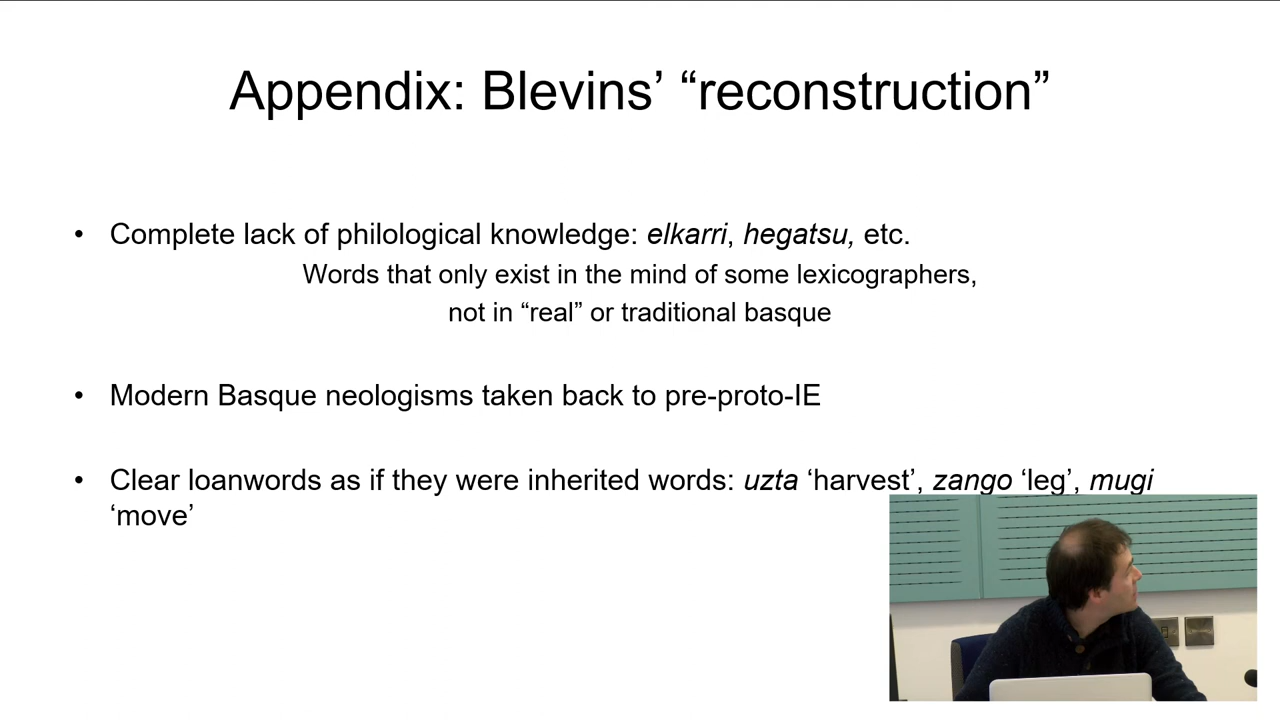 Appendix: Blevins’ “reconstruction”
• Complete lack of philological knowledge: elkarri, hegatsu, etc.
Words that only exist in the mind of some lexicographers,
not in “real” or traditional basque
• Modern Basque neologisms taken back to pre-proto-IE
• Clear loanwords as if they were inherited words: uzta ‘harvest’, zango ‘leg’, mugi
‘move’